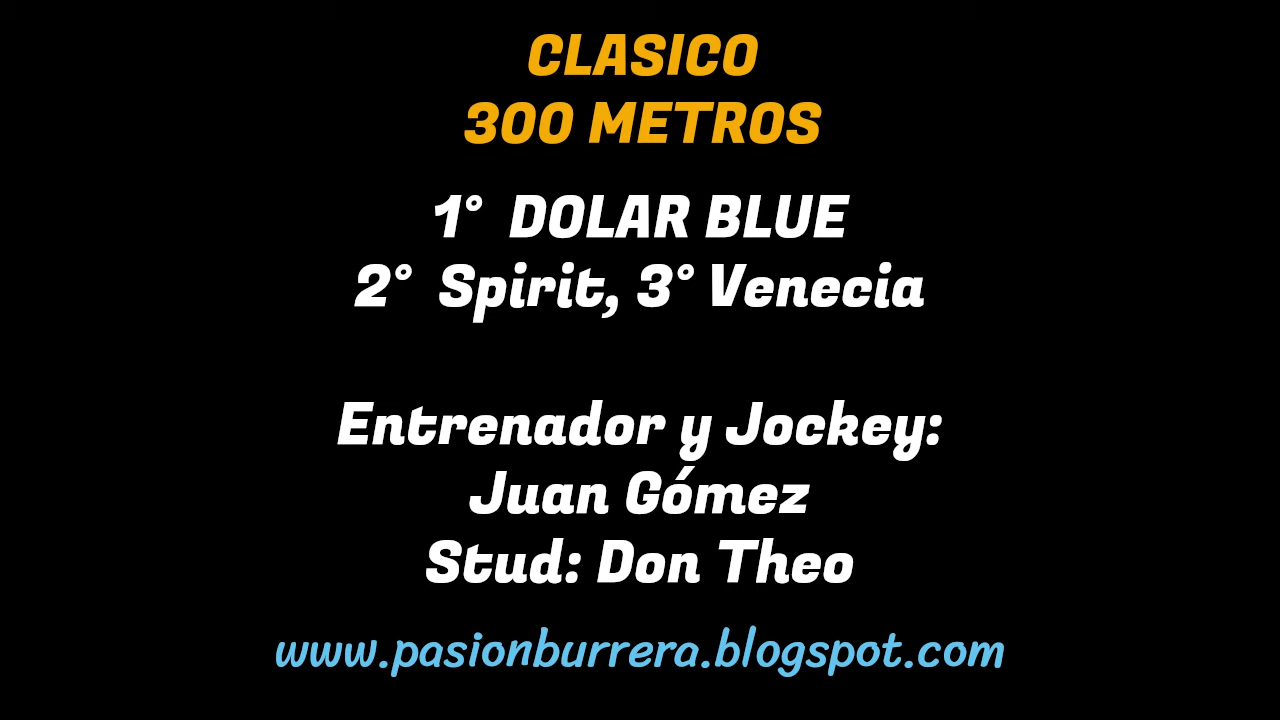 CLASICO
300 METROS
1° DOLAR BLUE
2° Spirit, 3° Venecia
Entrenador y Jockey:
Juan Gómez
Stud: Don Theo
www.pasionburrera.blogspot.com